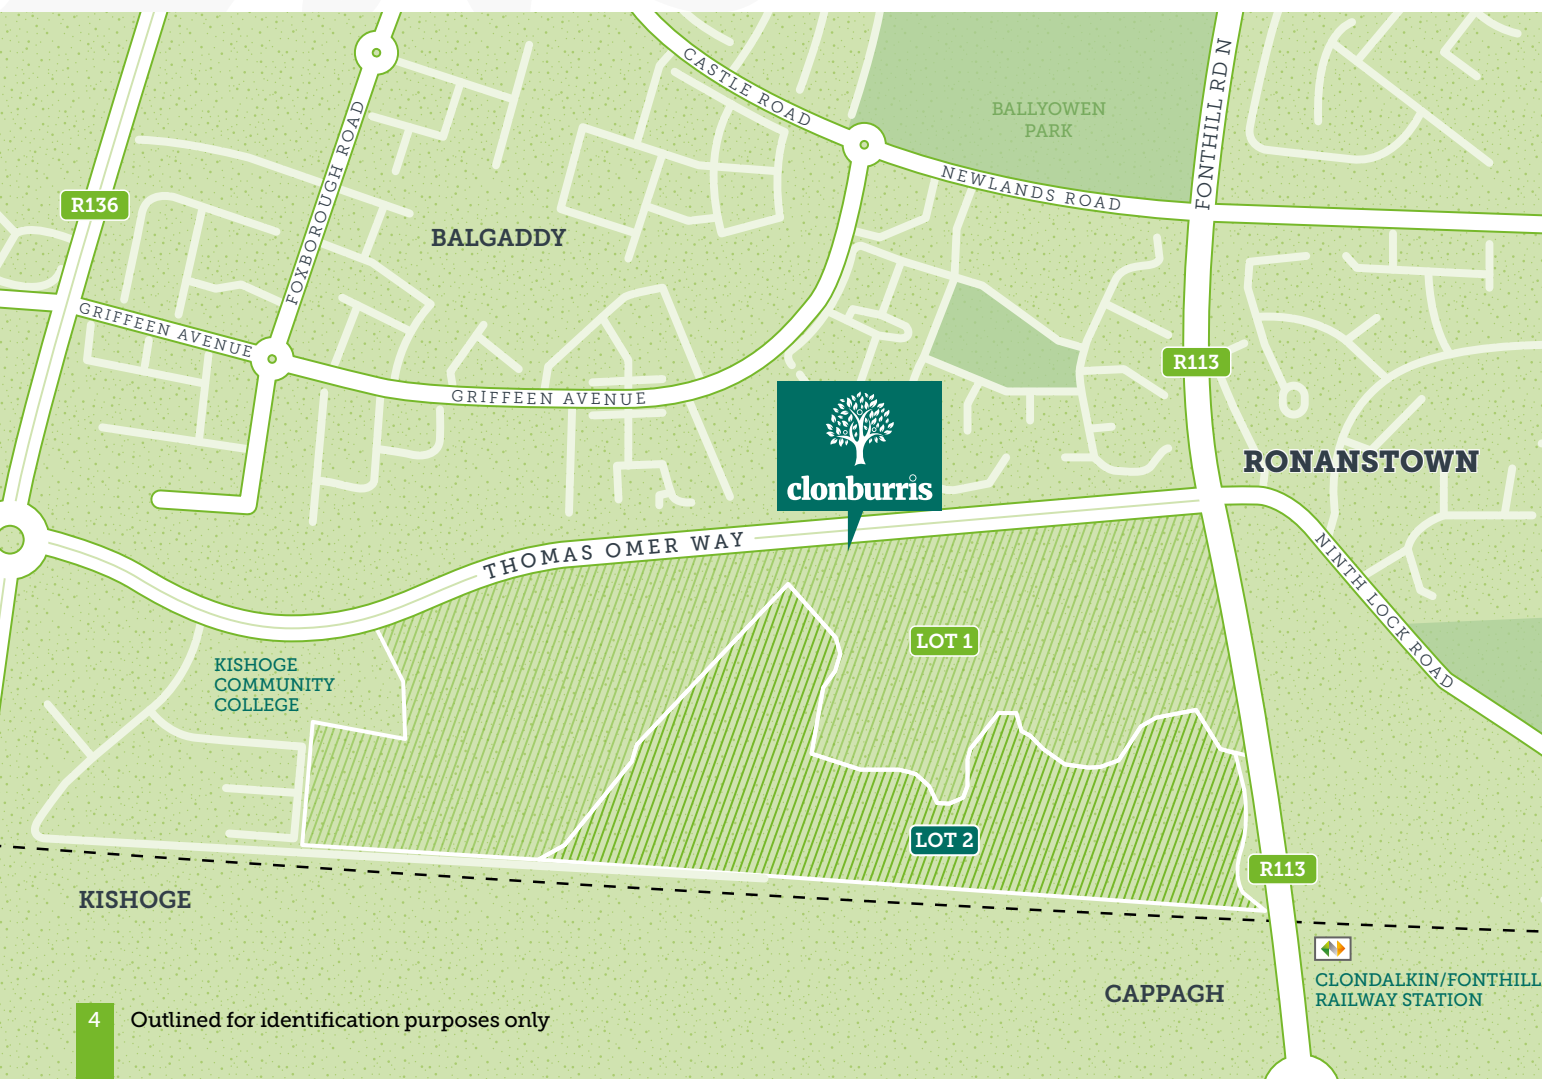 CASTLE ROAD
BALLYOWEN
PARK
FONTHILL RD N
FOXBOROUGH ROAD
NEWLANDS ROAD
R136
BALGADDY
GRIFFEEN AVENUE
R113
GRIFFEEN AVENUE
clonburris
RONANSTOWN
THOMAS OMER WAY
NINTH LOCK ROAD
LOT 1
KISHOGE
COMMUNITY
COLLEGE
LOT 2
R113
KISHOGE
CLONDALKIN/FONTHILL
RAILWAY STATION
CAPPAGH
4 Outlined for identification purposes only